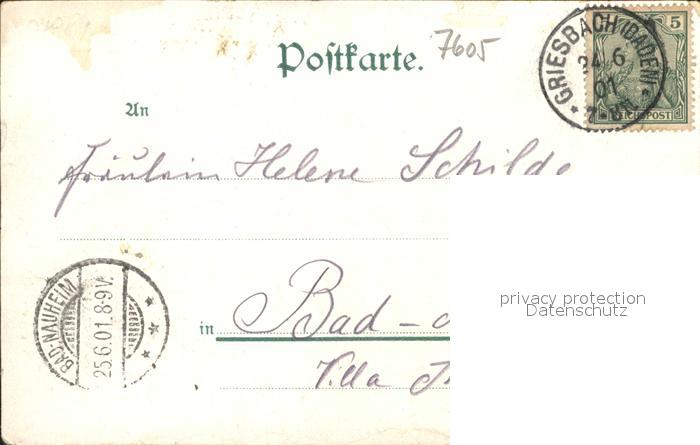 Postkarte.
7605
GRIESBACH (BADEN)
24 6
01
5
REICHSPOST
An
Fräulein Helene Schilde
BAD-NAUHEIM
25.6.01.8-9V.
in Bad-
Villa
privacy protection
Datenschutz